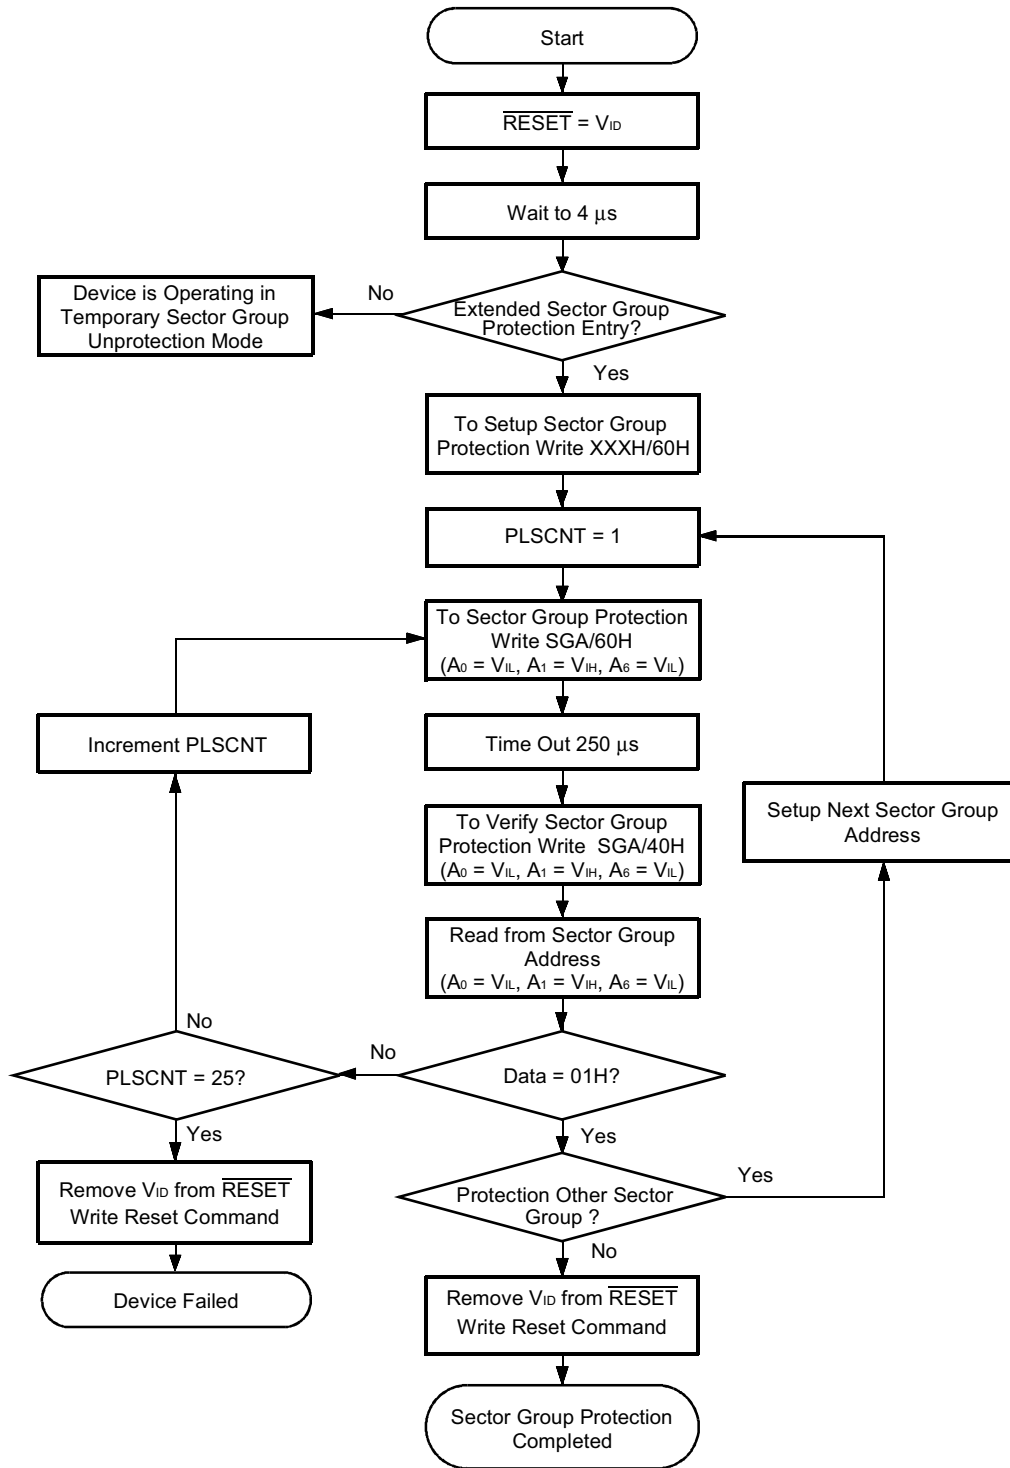 Start
RESET = VID
Wait to 4 μs
No
Device is Operating in
Temporary Sector Group
Unprotection Mode
Extended Sector Group
Protection Entry?
Yes
To Setup Sector Group
Protection Write XXXH/60H
PLSCNT = 1
To Sector Group Protection
Write SGA/60H
(A0 = VIL, A1 = VIH, A6 = VIL)
Increment PLSCNT
Time Out 250 μs
Setup Next Sector Group
Address
To Verify Sector Group
Protection Write SGA/40H
(A0 = VIL, A1 = VIH, A6 = VIL)
Read from Sector Group
Address
(A0 = VIL, A1 = VIH, A6 = VIL)
No
No
PLSCNT = 25?
Data = 01H?
Yes
Yes
Remove VID from RESET
Write Reset Command
Protection Other Sector
Group ?
Yes
No
Device Failed
Remove VID from RESET
Write Reset Command
Sector Group Protection
Completed